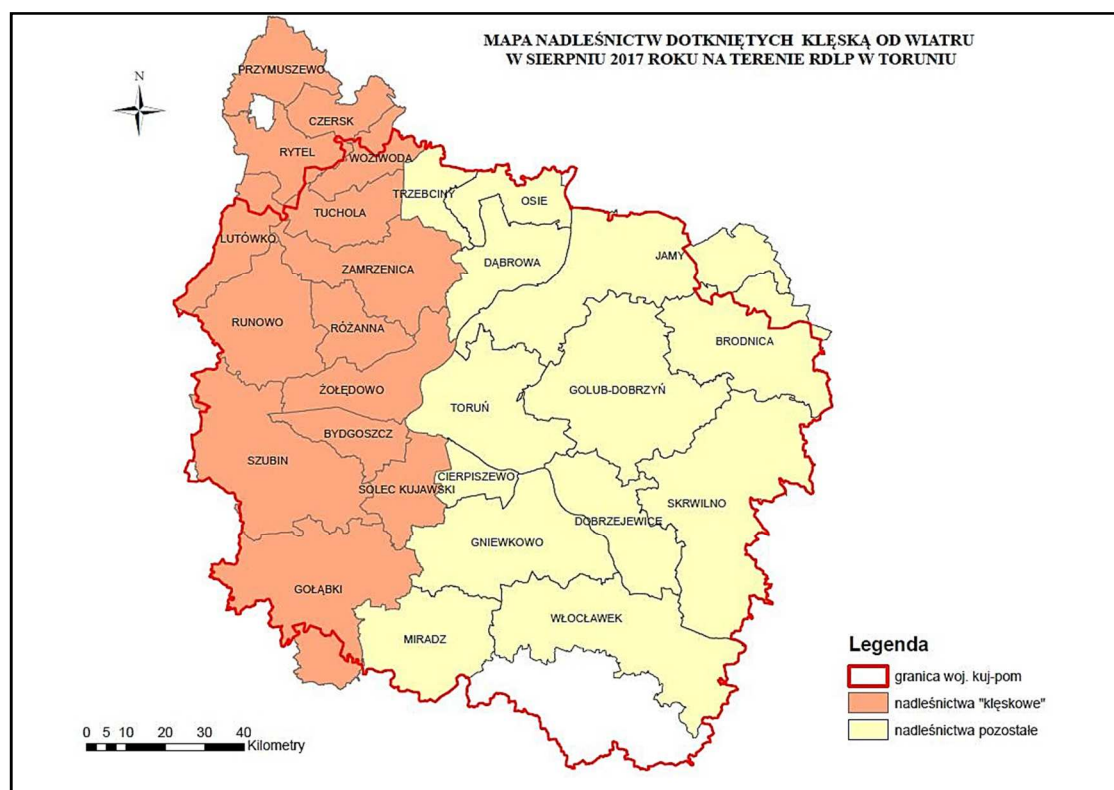 MAPA NADLEŚNICTW DOTKNIĘTYCH KLĘSKĄ OD WIATRU
W SIERPNIU 2017 ROKU NA TERENIE RDLP W TORUNIU
N
PRZYMUSZEWO
CZERSK
RYTEL
WOZIWODA
TRZEBCINY
OSIE
TUCHOLA
LUTÓWKO
DĄBROWA
JAMY
ZAMRZENICA
RUNOWO
RÓŻANNA
BRODNICA
ŻOŁĘDOWO
GOLUB-DOBRZYŃ
TORUŃ
BYDGOSZCZ
SZUBIN
CIERPISZEWO
SOLEC KUJAWSKI
SKRWILNO
DOBRZEJEWICE
GNIEWKOWO
GOŁĄBKI
WŁOCŁAWEK
MIRADZ
Legenda
granica woj. kuj-pom
nadleśnictwa "klęskowe"
nadleśnictwa pozostałe
0 5 10 20 30 40
Kilometry